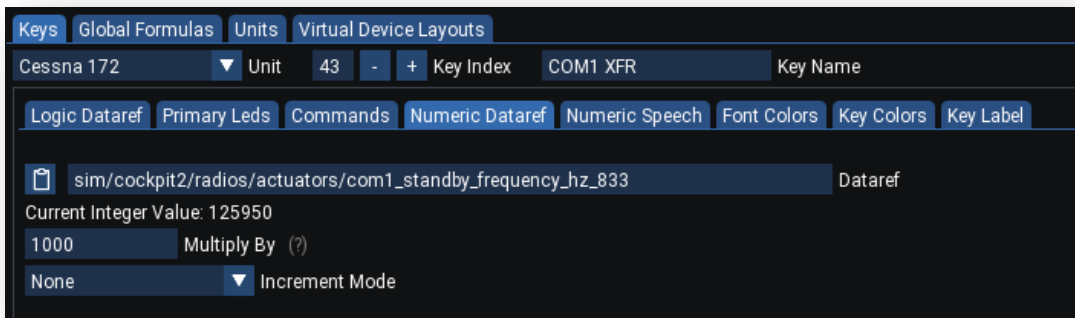 Keys Global Formulas Units Virtual Device Layouts
Cessna 172 Unit 43 - + Key Index COM1 XFR Key Name
Logic Dataref Primary Leds Commands Numeric Dataref Numeric Speech Font Colors Key Colors Key Label
sim/cockpit2/radios/actuators/com1_standby_frequency_hz_833 Dataref
Current Integer Value: 125950
1000 Multiply By (?)
None Increment Mode